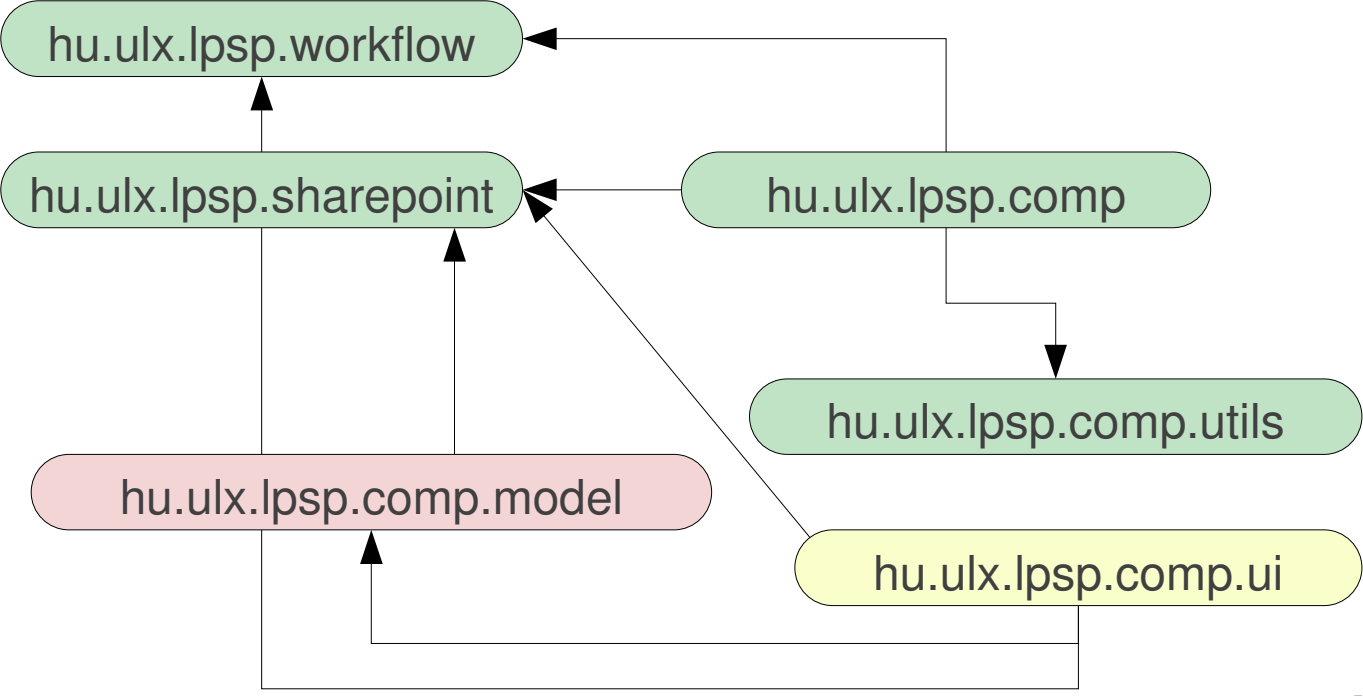 hu.ulx.lpsp.workflow
hu.ulx.lpsp.sharepoint
hu.ulx.lpsp.comp
hu.ulx.lpsp.comp.utils
hu.ulx.lpsp.comp.model
hu.ulx.lpsp.comp.ui